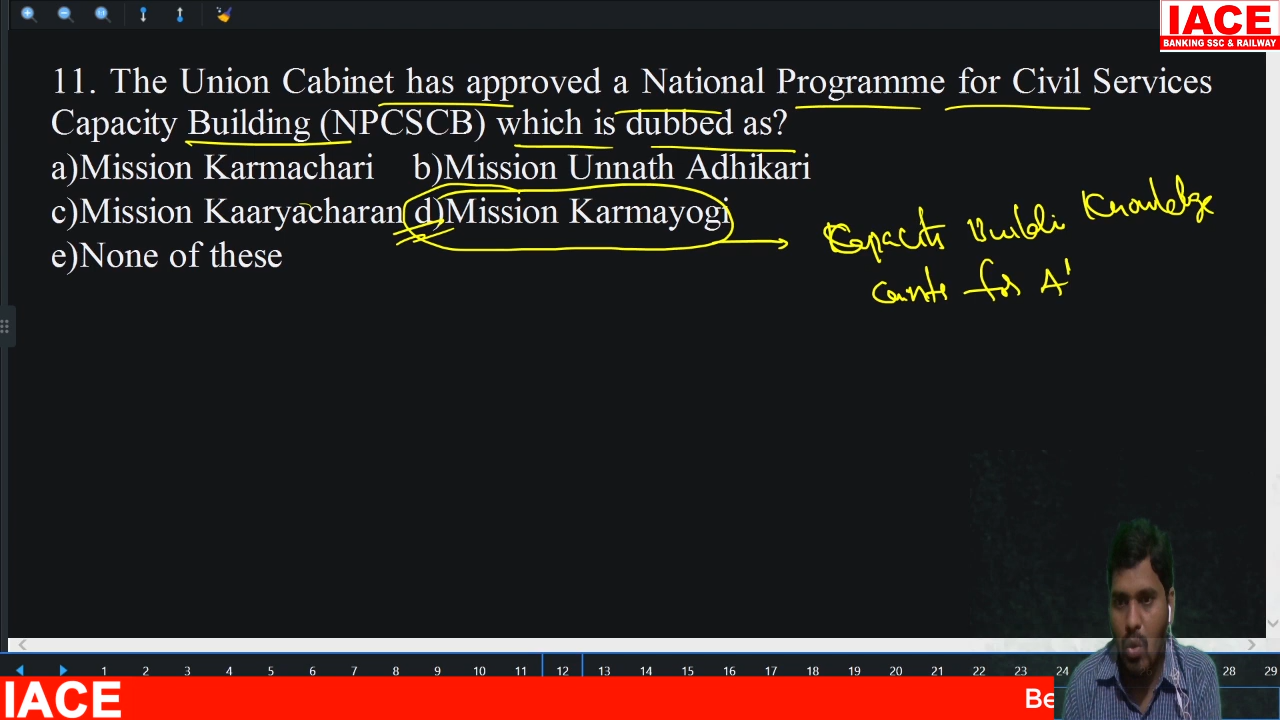 IACE
BANKING SSC & RAILWAY
11. The Union Cabinet has approved a National Programme for Civil Services
Capacity Building (NPCSCB) which is dubbed as?
a)Mission Karmachari b)Mission Unnath Adhikari
c)Mission Kaaryacharan d)Mission Karmayogi
e)None of these
Capacity Buildi Knowledge
for A'
1 2 3 4 5 6 7 8 9 10 11 12 13 14 15 16 17 18 19 20 21 22 23 24 28 29
IACE
Be